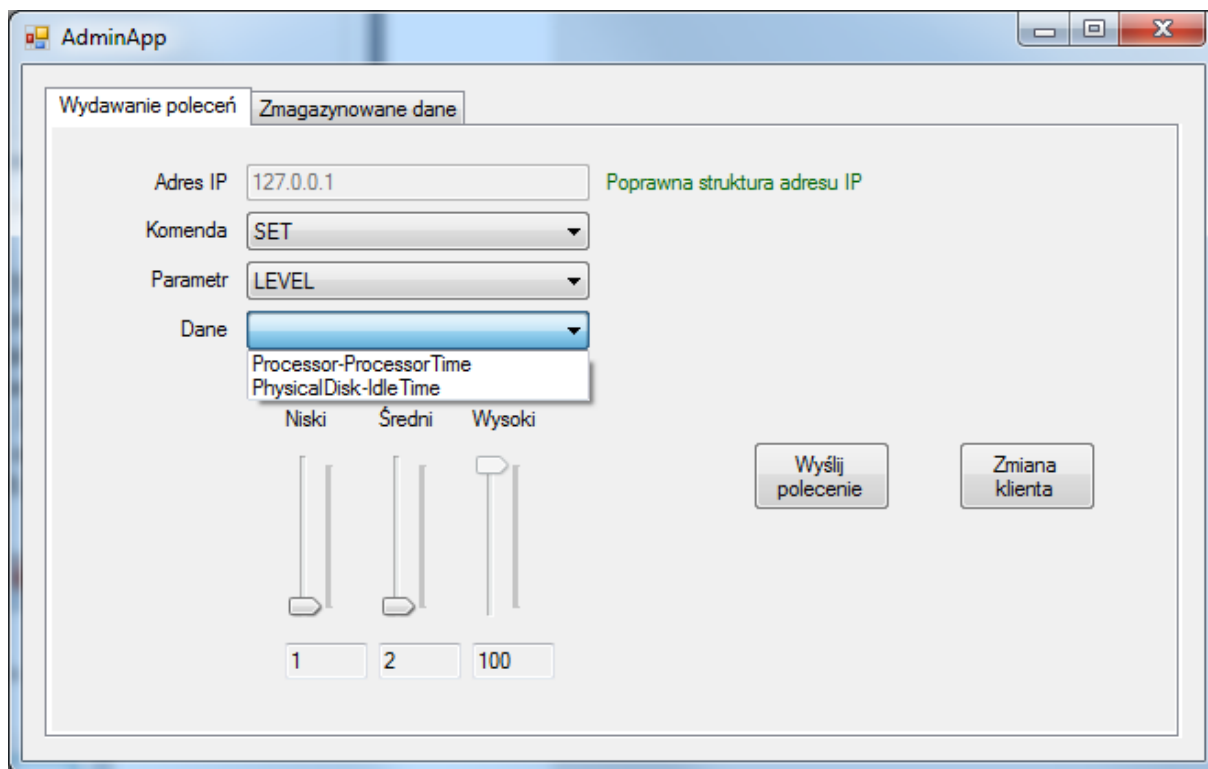 AdminApp
Wydawanie poleceń
Zmagazynowane dane
Adres IP
127.0.0.1
Poprawna struktura adresu IP
Komenda
SET
Parametr
LEVEL
Dane
Processor-ProcessorTime
PhysicalDisk-IdleTime
Niski
Średni
Wysoki
Wyślij
polecenie
Zmiana
klienta
1
2
100